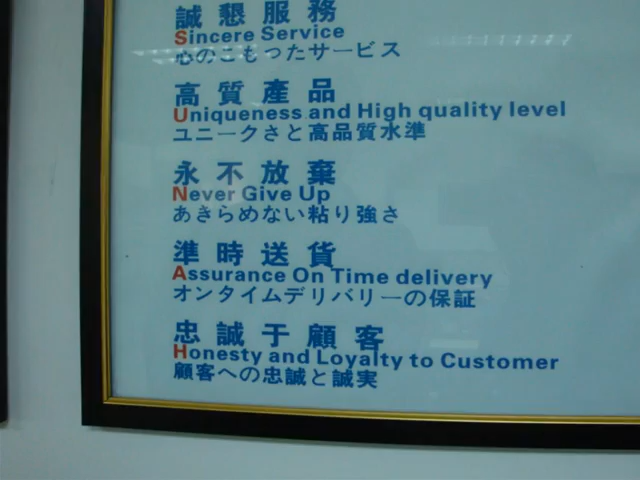 誠懇服務
Sincere Service
心のこもったサービス
高質產品
Uniqueness and High quality level
ユニークさと高品質水準
永不放棄
Never Give Up
あきらめない粘り強さ
準時送貨
Assurance On Time delivery
オンタイムデリバリーの保証
忠誠于顧客
Honesty and Loyalty to Customer
顧客への忠誠と誠実